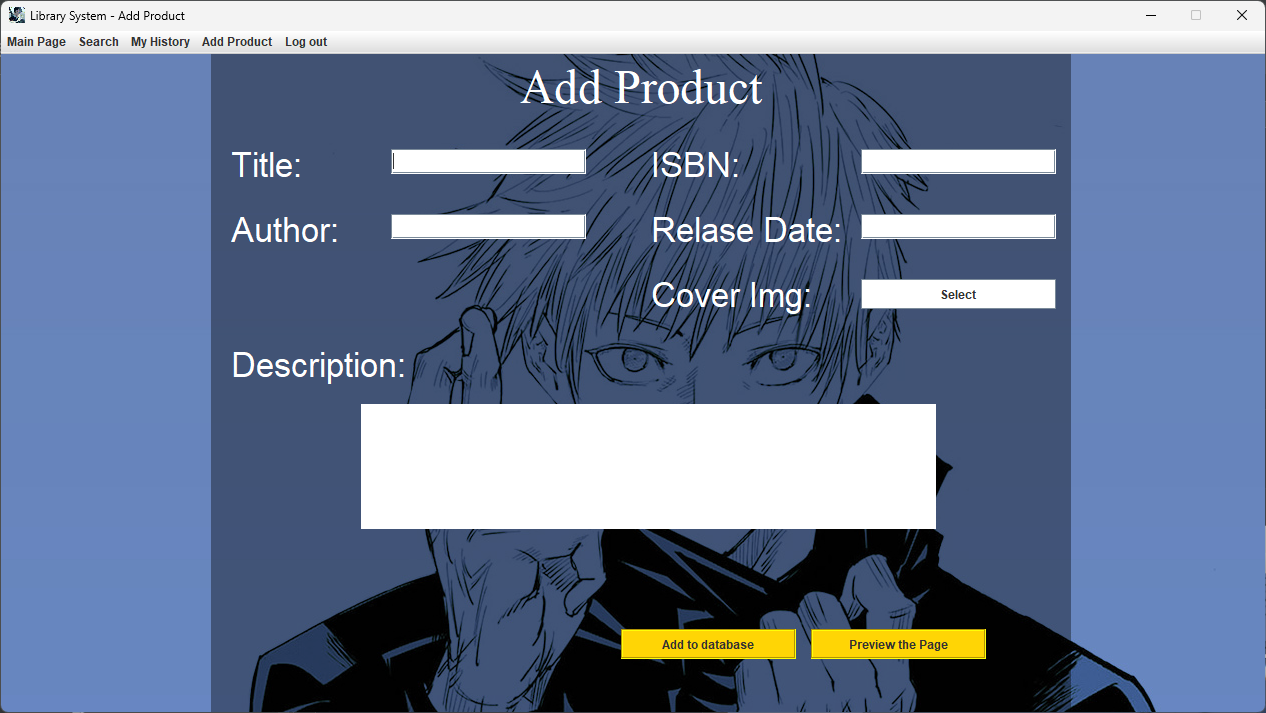 Library System - Add Product
Main Page Search My History Add Product Log out
Add Product
Title: ISBN:
Author: Relase Date:
Cover Img: Select
Description:
Add to database Preview the Page